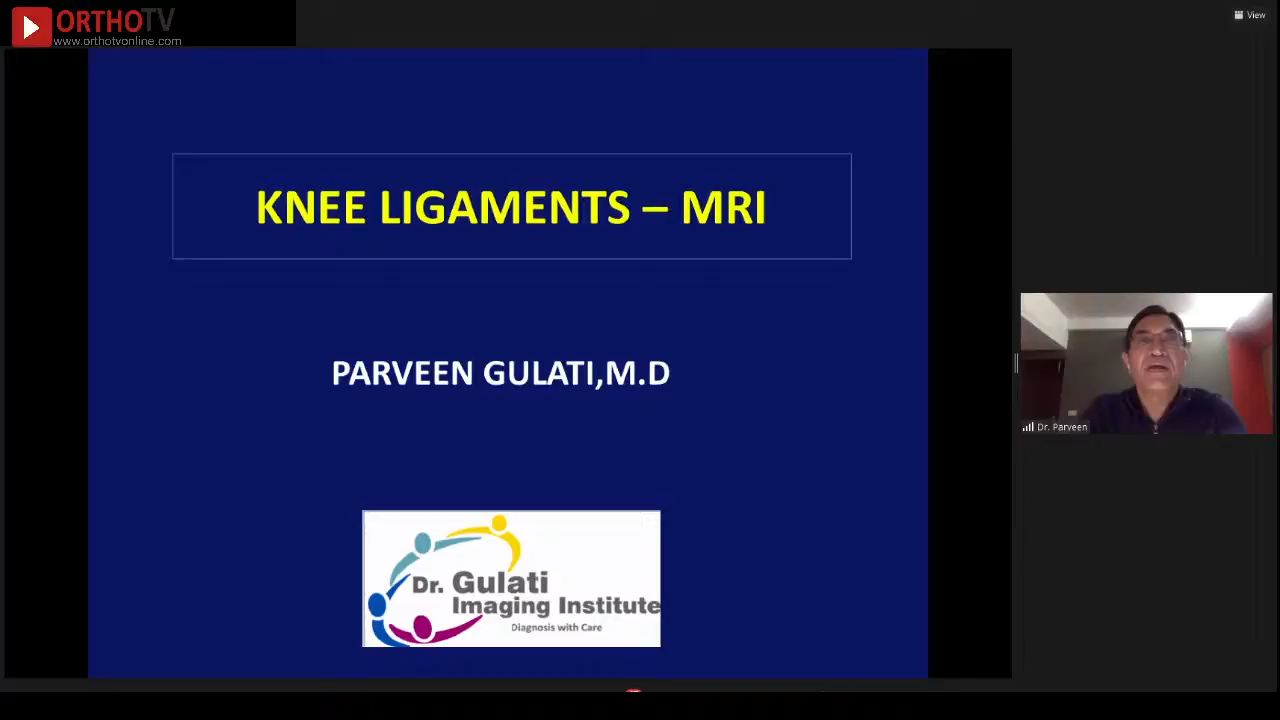 ORTHOTV
www.orthotvonline.com
View
KNEE LIGAMENTS – MRI
PARVEEN GULATI,M.D
Dr. Parveen
Dr. Gulati
Imaging Institute
Diagnosis with Care